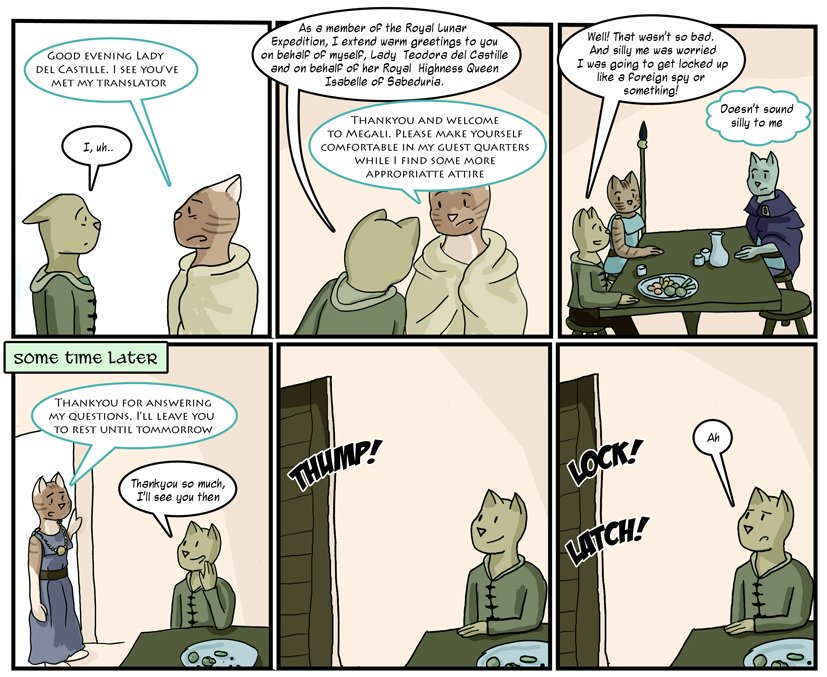 Good evening Lady
del Castille. I see you've
met my translator
I, uh..
As a member of the Royal Lunar
Expedition, I extend warm greetings to you
on behalf of myself, Lady Teodora del Castille
and on behalf of her Royal Highness Queen
Isabelle of Sabeduria.
Thankyou and welcome
to Megali. Please make yourself
comfortable in my guest quarters
while I find some more
appropriatte attire
Well! That wasn't so bad.
And silly me was worried
I was going to get locked up
like a foreign spy or
something!
Doesn't sound
silly to me
Some time later
Thankyou for answering
my questions. I'll leave you
to rest until tommorrow
Thankyou so much,
I'll see you then
THUMP!
LOCK!
LATCH!
Ah